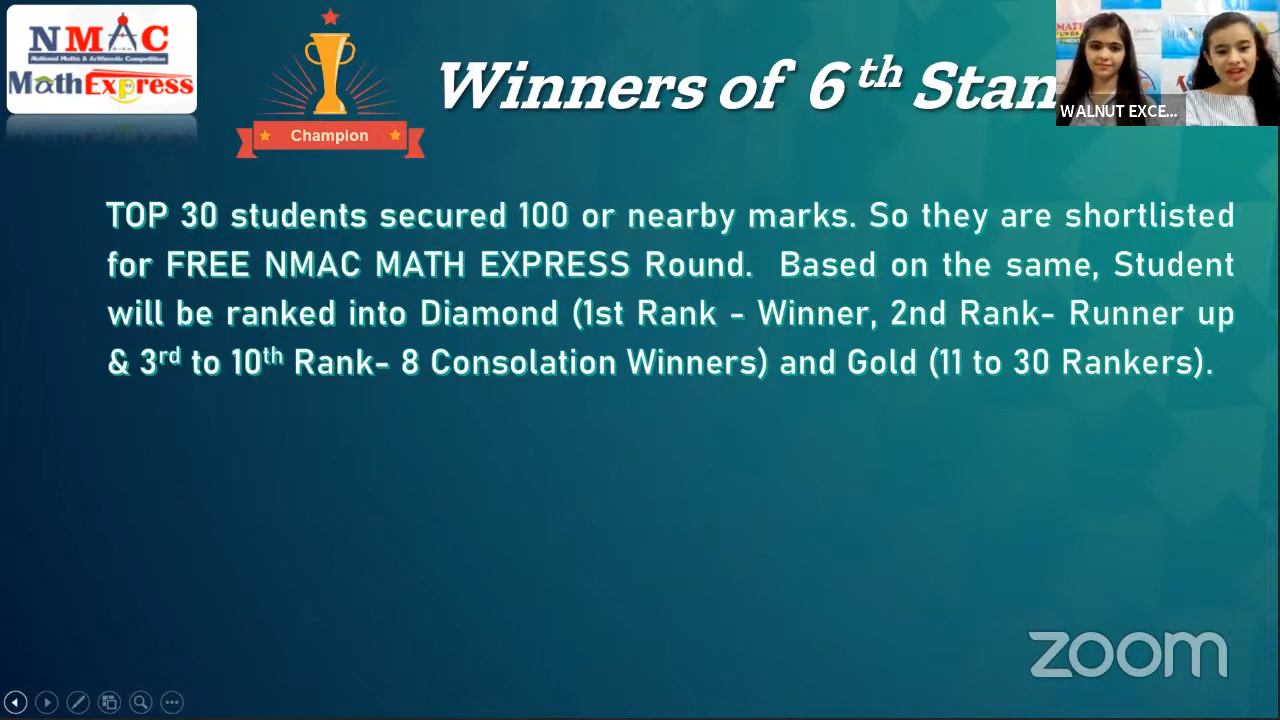 NMAC
National Maths & Arithmetic Competition
MathExpress
Champion
Winners of 6th Stan
WALNUT EXCE...
TOP 30 students secured 100 or nearby marks. So they are shortlisted
for FREE NMAC MATH EXPRESS Round. Based on the same, Student
will be ranked into Diamond (1st Rank - Winner, 2nd Rank- Runner up
& 3rd to 10th Rank- 8 Consolation Winners) and Gold (11 to 30 Rankers).
zoom